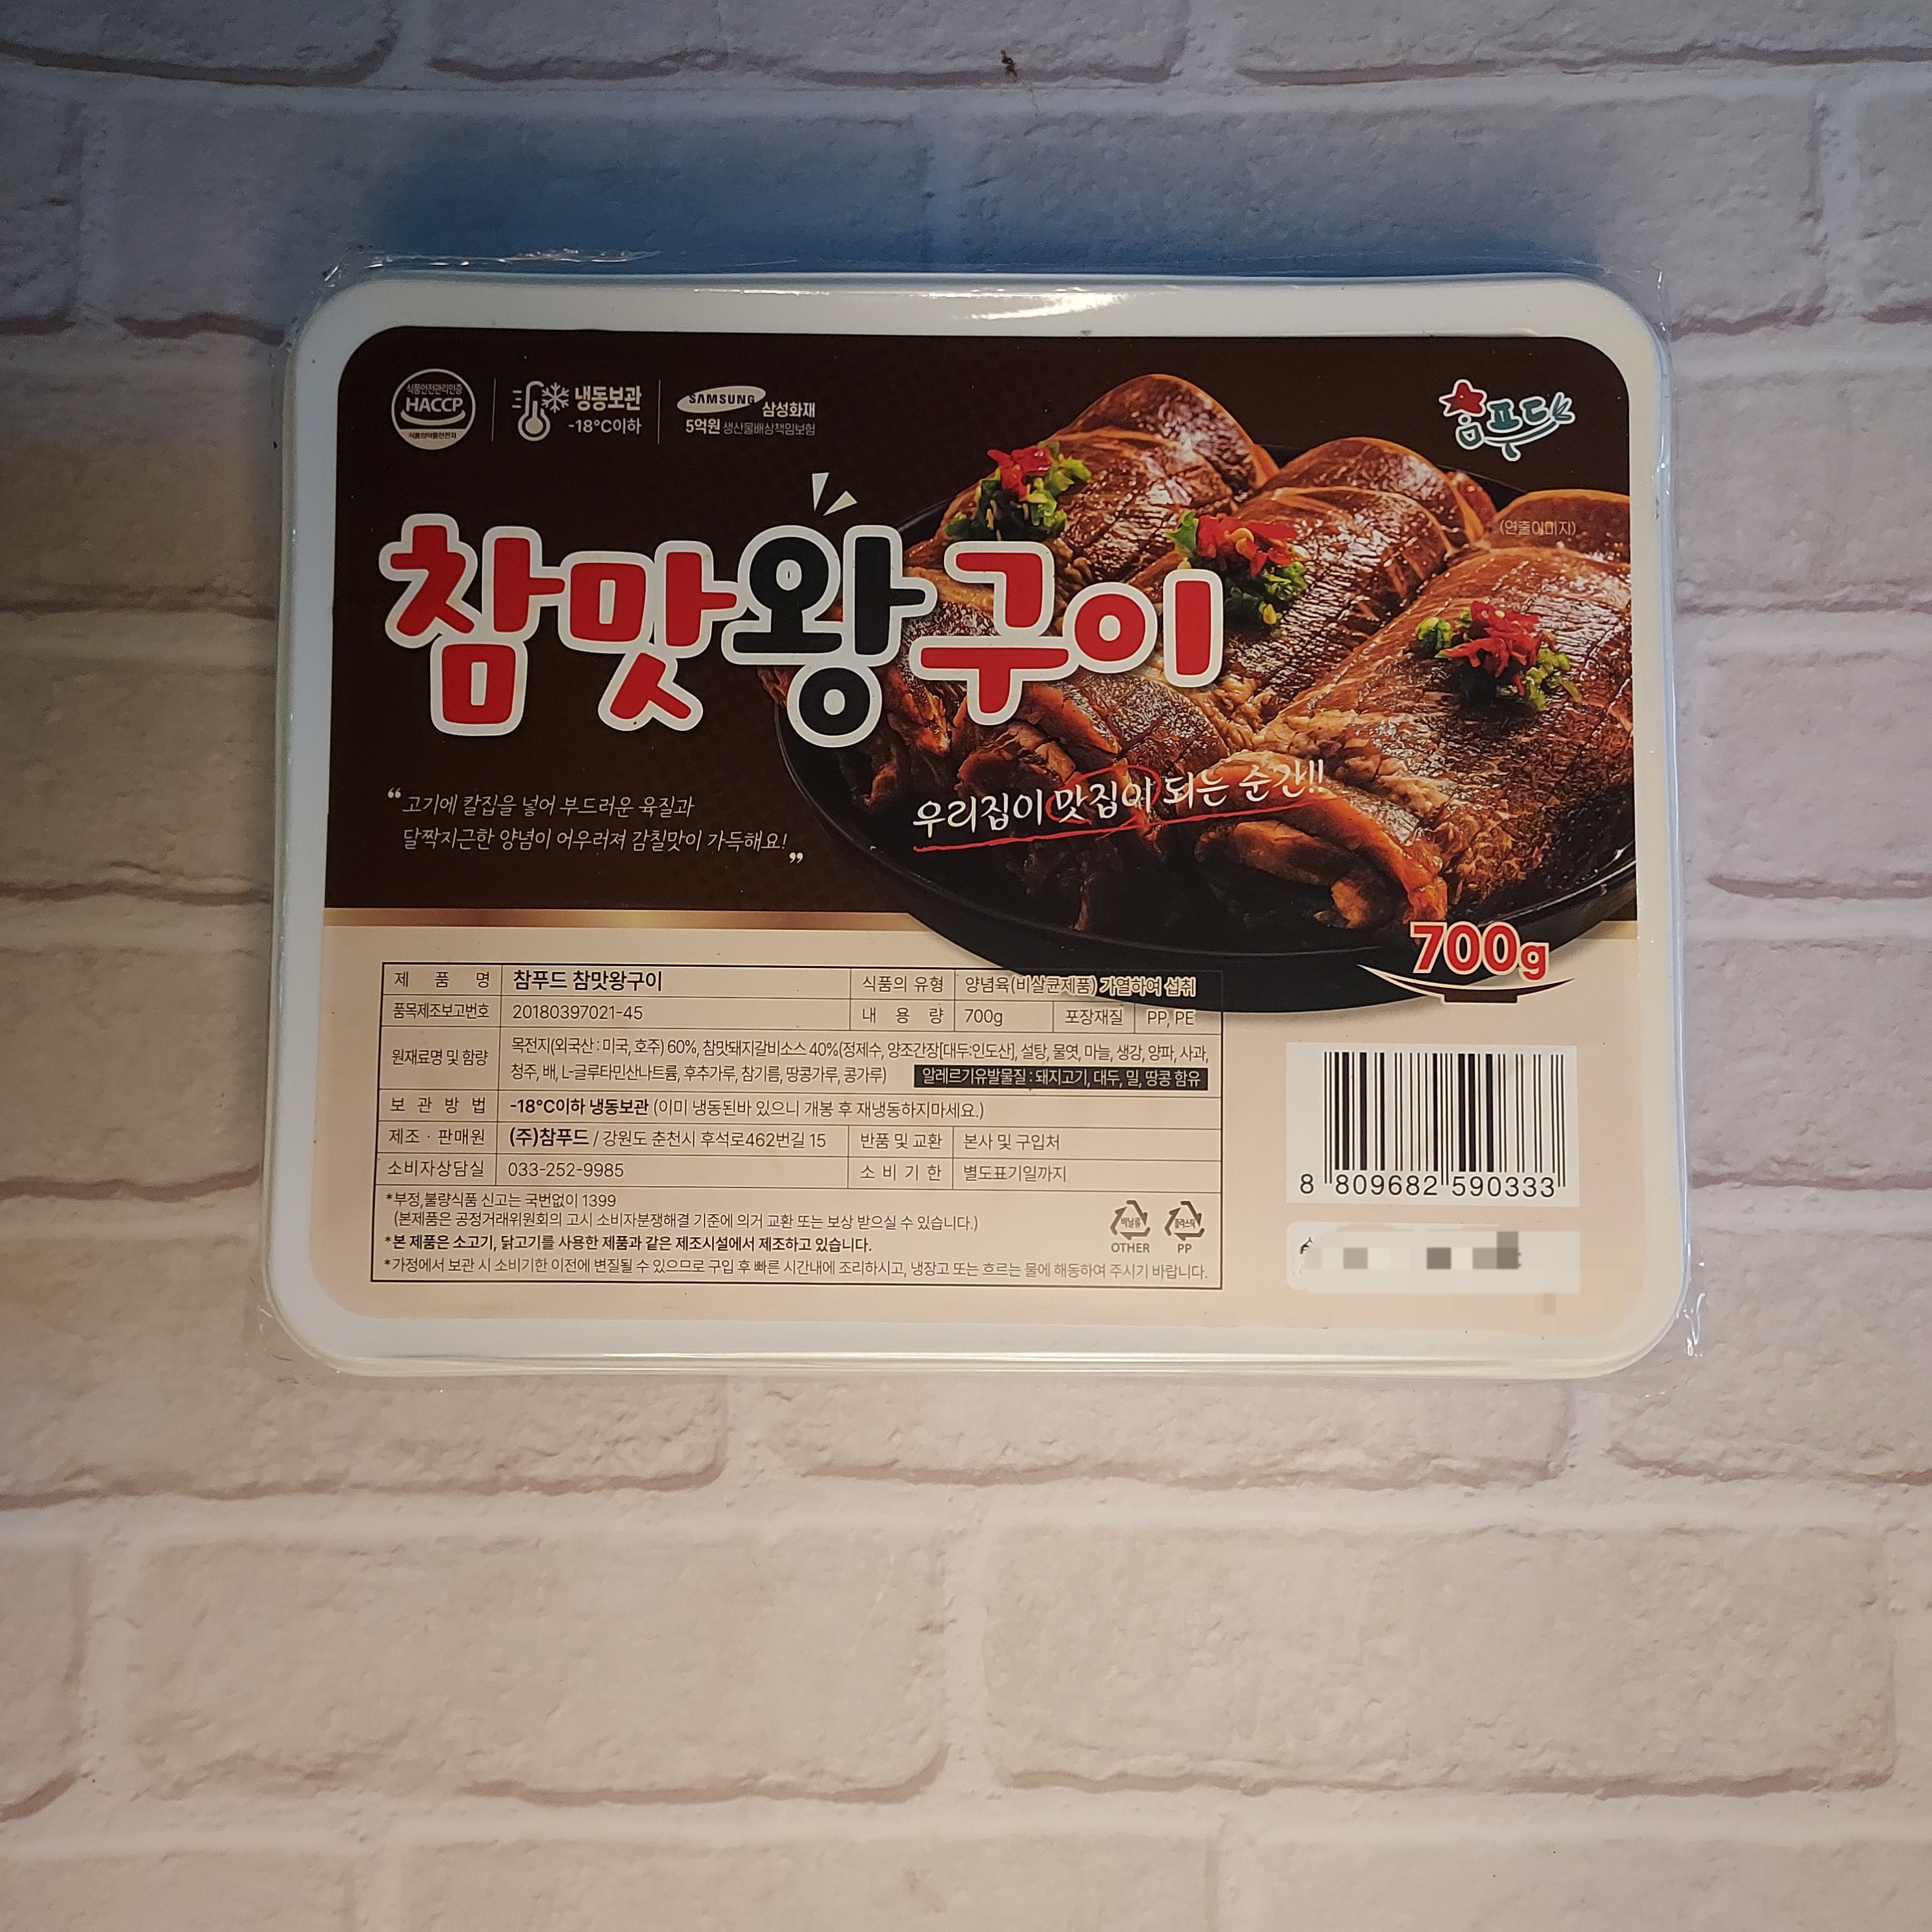 식품안전관리인증
HACCP
식품의약품안전처
냉동보관
-18°C이하
SAMSUNG 삼성화재
5억원 생산물배상책임보험
참푸드
(연출이미지)
참맛왕구이
“고기에 칼집을 넣어 부드러운 육질과
달짝지근한 양념이 어우러져 감칠맛이 가득해요!”
우리집이 맛집이 되는 순간!!
700g
제 품 명 참푸드 참맛왕구이 식품의 유형 양념육(비살균제품) 가열하여 섭취
품목제조보고번호 20180397021-45 내 용 량 700g 포장재질 PP, PE
원재료명 및 함량 목전지(외국산 : 미국, 호주) 60%, 참맛돼지갈비소스 40%(정제수, 양조간장[대두:인도산], 설탕, 물엿, 마늘, 생강, 양파, 사과,
청주, 배, L-글루타민산나트륨, 후추가루, 참기름, 땅콩가루, 콩가루) 알레르기유발물질 : 돼지고기, 대두, 밀, 땅콩 함유
보 관 방 법 -18°C이하 냉동보관 (이미 냉동된바 있으니 개봉 후 재냉동하지마세요.)
제조 · 판매원 (주)참푸드 / 강원도 춘천시 후석로462번길 15 반품 및 교환 본사 및 구입처
소비자상담실 033-252-9985 소 비 기 한 별도표기일까지
*부정,불량식품 신고는 국번없이 1399
(본제품은 공정거래위원회의 고시 소비자분쟁해결 기준에 의거 교환 또는 보상 받으실 수 있습니다.)
*본 제품은 소고기, 닭고기를 사용한 제품과 같은 제조시설에서 제조하고 있습니다.
*가정에서 보관 시 소비기한 이전에 변질될 수 있으므로 구입 후 빠른 시간내에 조리하시고, 냉장고 또는 흐르는 물에 해동하여 주시기 바랍니다.
비닐류 플라스틱
OTHER PP
8 809682 590333